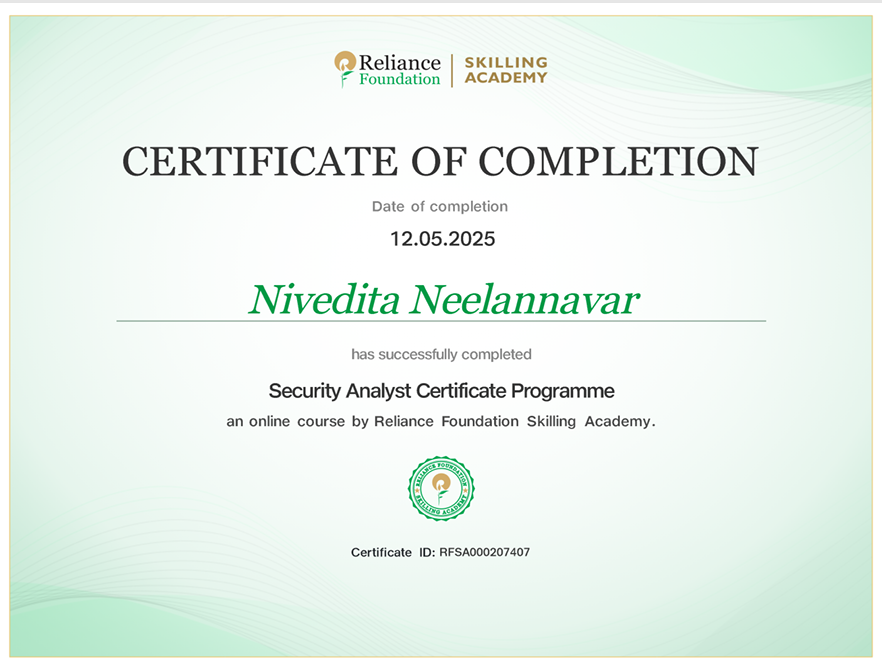 Reliance
Foundation
SKILLING
ACADEMY
CERTIFICATE OF COMPLETION
Date of completion
12.05.2025
Nivedita Neelannavar
has successfully completed
Security Analyst Certificate Programme
an online course by Reliance Foundation Skilling Academy.
RELIANCE FOUNDATION
SKILLING ACADEMY
Certificate ID: RFSA000207407